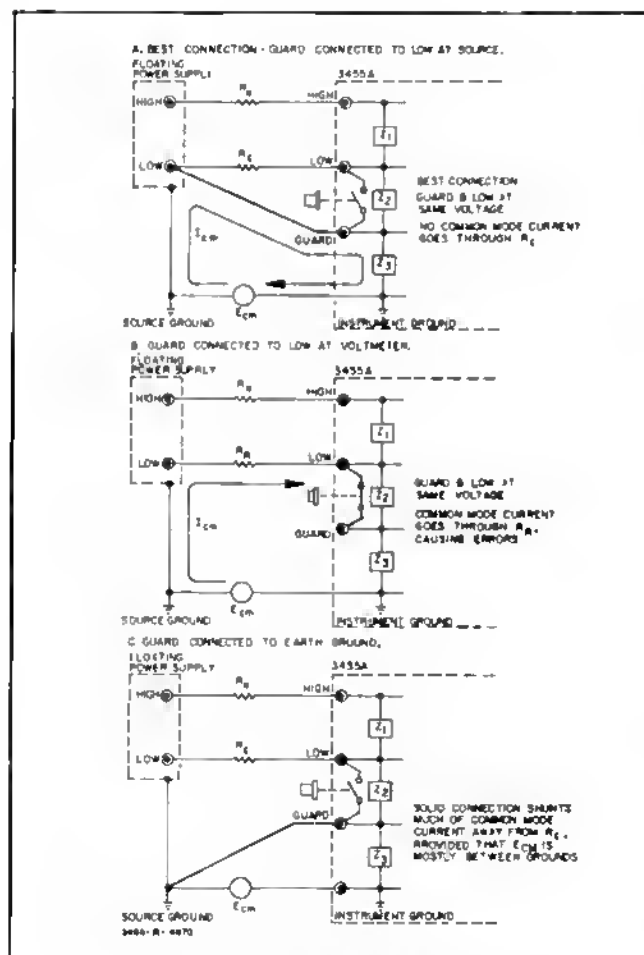 A. BEST CONNECTION - GUARD CONNECTED TO LOW AT SOURCE.
FLOATING
POWER SUPPLY
3455A
HIGH
HIGH
LOW
LOW
Z1
Z2
BEST CONNECTION
GUARD & LOW AT
SAME VOLTAGE
NO COMMON MODE CURRENT
GOES THROUGH
GUARD
Icm
Z3
Ecm
SOURCE GROUND
INSTRUMENT GROUND
B GUARD CONNECTED TO LOW AT VOLTMETER.
FLOATING
POWER SUPPLY
3455A
HIGH
HIGH
Z1
LOW
LOW
GUARD & LOW AT
SAME VOLTAGE
Z2
COMMON MODE CURRENT
GOES THROUGH
CAUSING ERRORS
Icm
GUARD
Z3
Ecm
SOURCE GROUND
INSTRUMENT GROUND
C GUARD CONNECTED TO EARTH GROUND.
FLOATING
POWER SUPPLY
3455A
HIGH
HIGH
Z1
LOW
LOW
Z2
GUARD
SOLID CONNECTION SHUNTS
MUCH OF COMMON MODE
CURRENT AWAY FROM
PROVIDED THAT ECM IS
MOSTLY BETWEEN GROUNDS
Z3
Ecm
SOURCE GROUND
INSTRUMENT GROUND